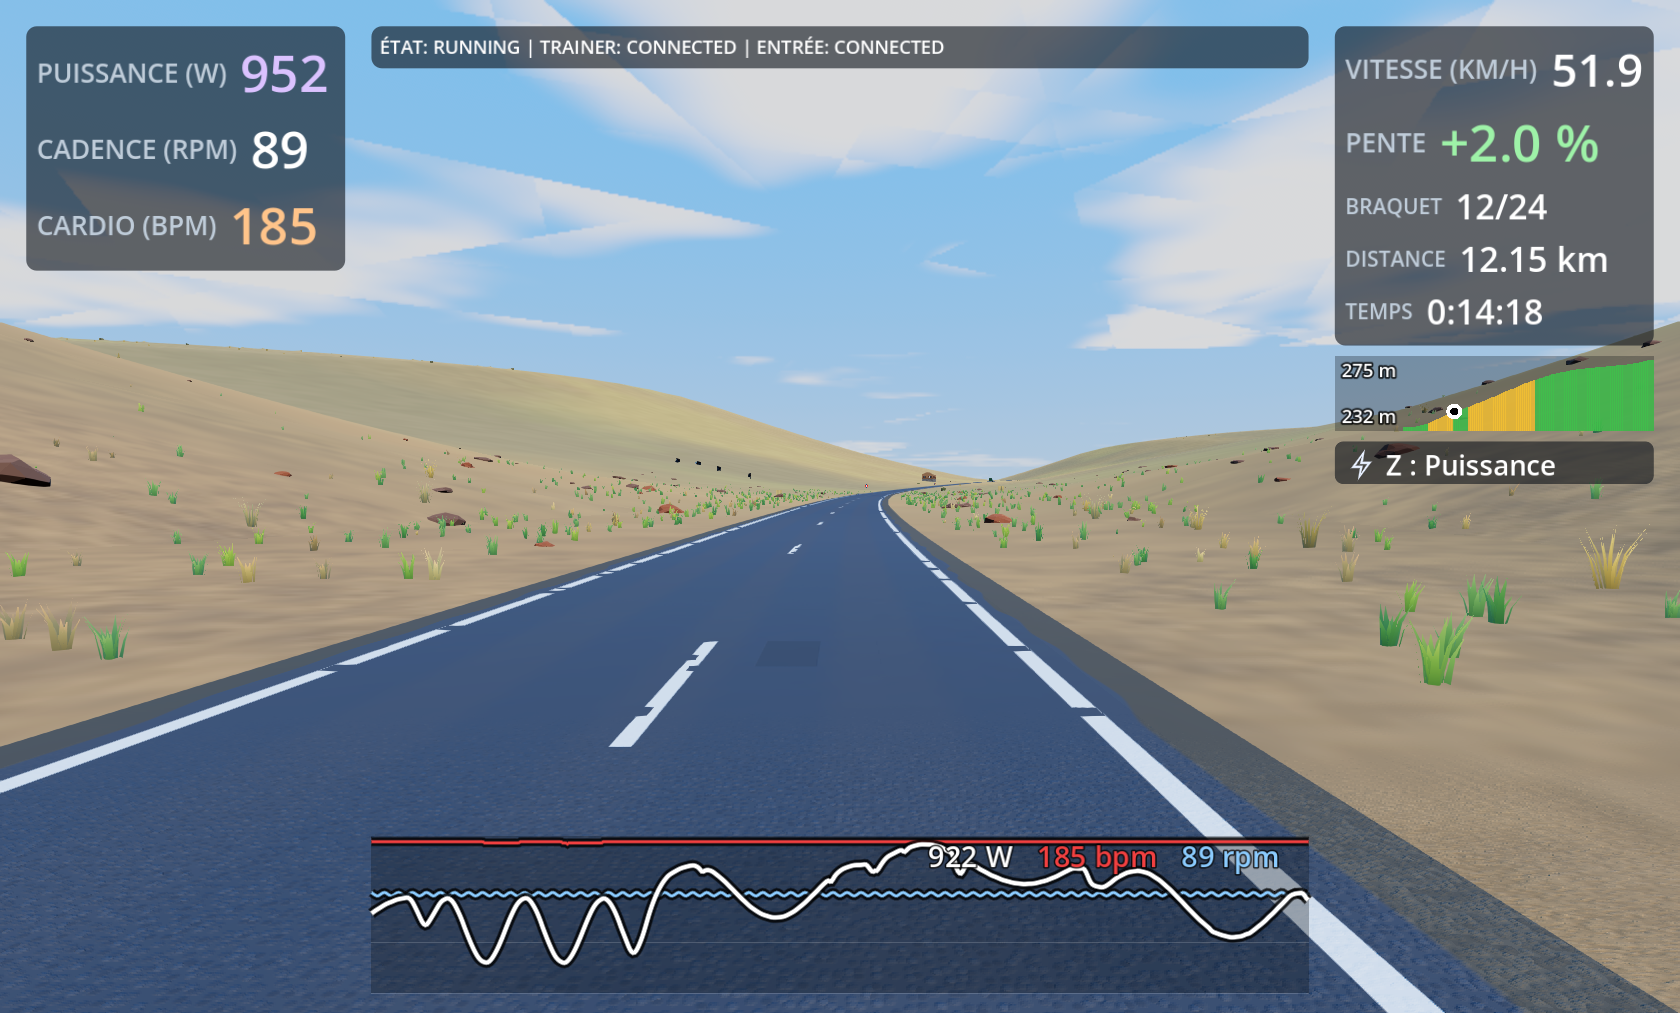 PUISSANCE (W) 952
CADENCE (RPM) 89
CARDIO (BPM) 185
ÉTAT: RUNNING | TRAINER: CONNECTED | ENTRÉE: CONNECTED
VITESSE (KM/H) 51.9
PENTE +2.0 %
BRAQUET 12/24
DISTANCE 12.15 km
TEMPS 0:14:18
275 m
232 m
Z : Puissance
922 W 185 bpm 89 rpm